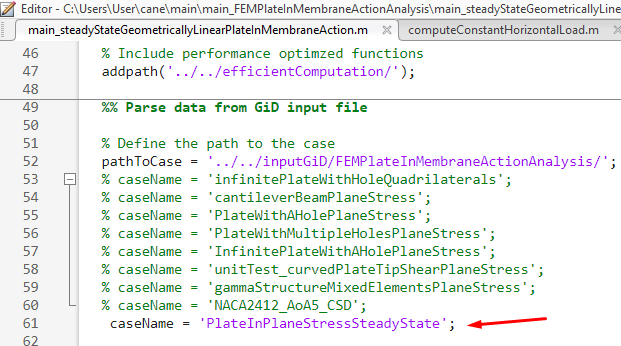 Editor - C:\Users\User\cane\main\main_FEMPlateInMembraneActionAnalysis\main_steadyStateGeometricallyLine
main_steadyStateGeometricallyLinearPlateInMembraneAction.m computeConstantHorizontalLoad.m
46 % Include performance optimzed functions
47 addpath('../../efficientComputation/');
48
49 %% Parse data from GiD input file
50
51 % Define the path to the case
52 pathToCase = '../../inputGiD/FEMPlateInMembraneActionAnalysis/';
53 % caseName = 'infinitePlateWithHoleQuadrilaterals';
54 % caseName = 'cantileverBeamPlaneStress';
55 % caseName = 'PlateWithAHolePlaneStress';
56 % caseName = 'PlateWithMultipleHolesPlaneStress';
57 % caseName = 'InfinitePlateWithAHolePlaneStress';
58 % caseName = 'unitTest_curvedPlateTipShearPlaneStress';
59 % caseName = 'gammaStructureMixedElementsPlaneStress';
60 % caseName = 'NACA2412_AoA5_CSD';
61 caseName = 'PlateInPlaneStressSteadyState';
62